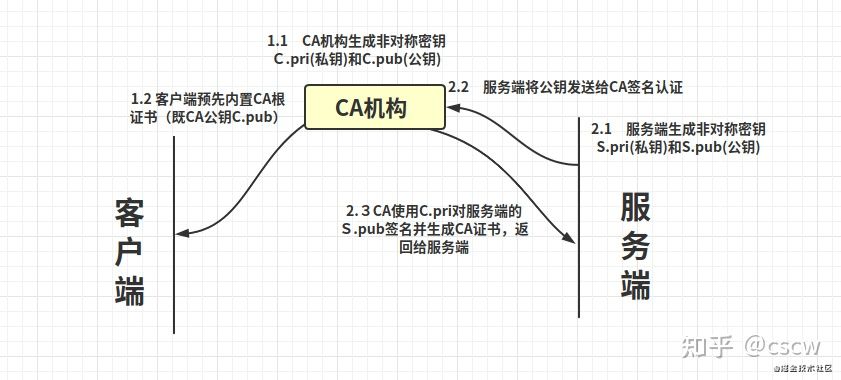 1.1 CA机构生成非对称密钥
C.pri(私钥)和C.pub(公钥)
1.2 客户端预先内置CA根
证书（既CA公钥C.pub）
CA机构
2.2 服务端将公钥发送给CA签名认证
2.1 服务端生成非对称密钥
S.pri(私钥)和S.pub(公钥)
客户端
2.3CA使用C.pri对服务端的
S.pub签名并生成CA证书，返
回给服务端
服务端
知乎 @cscw
@掘金技术社区